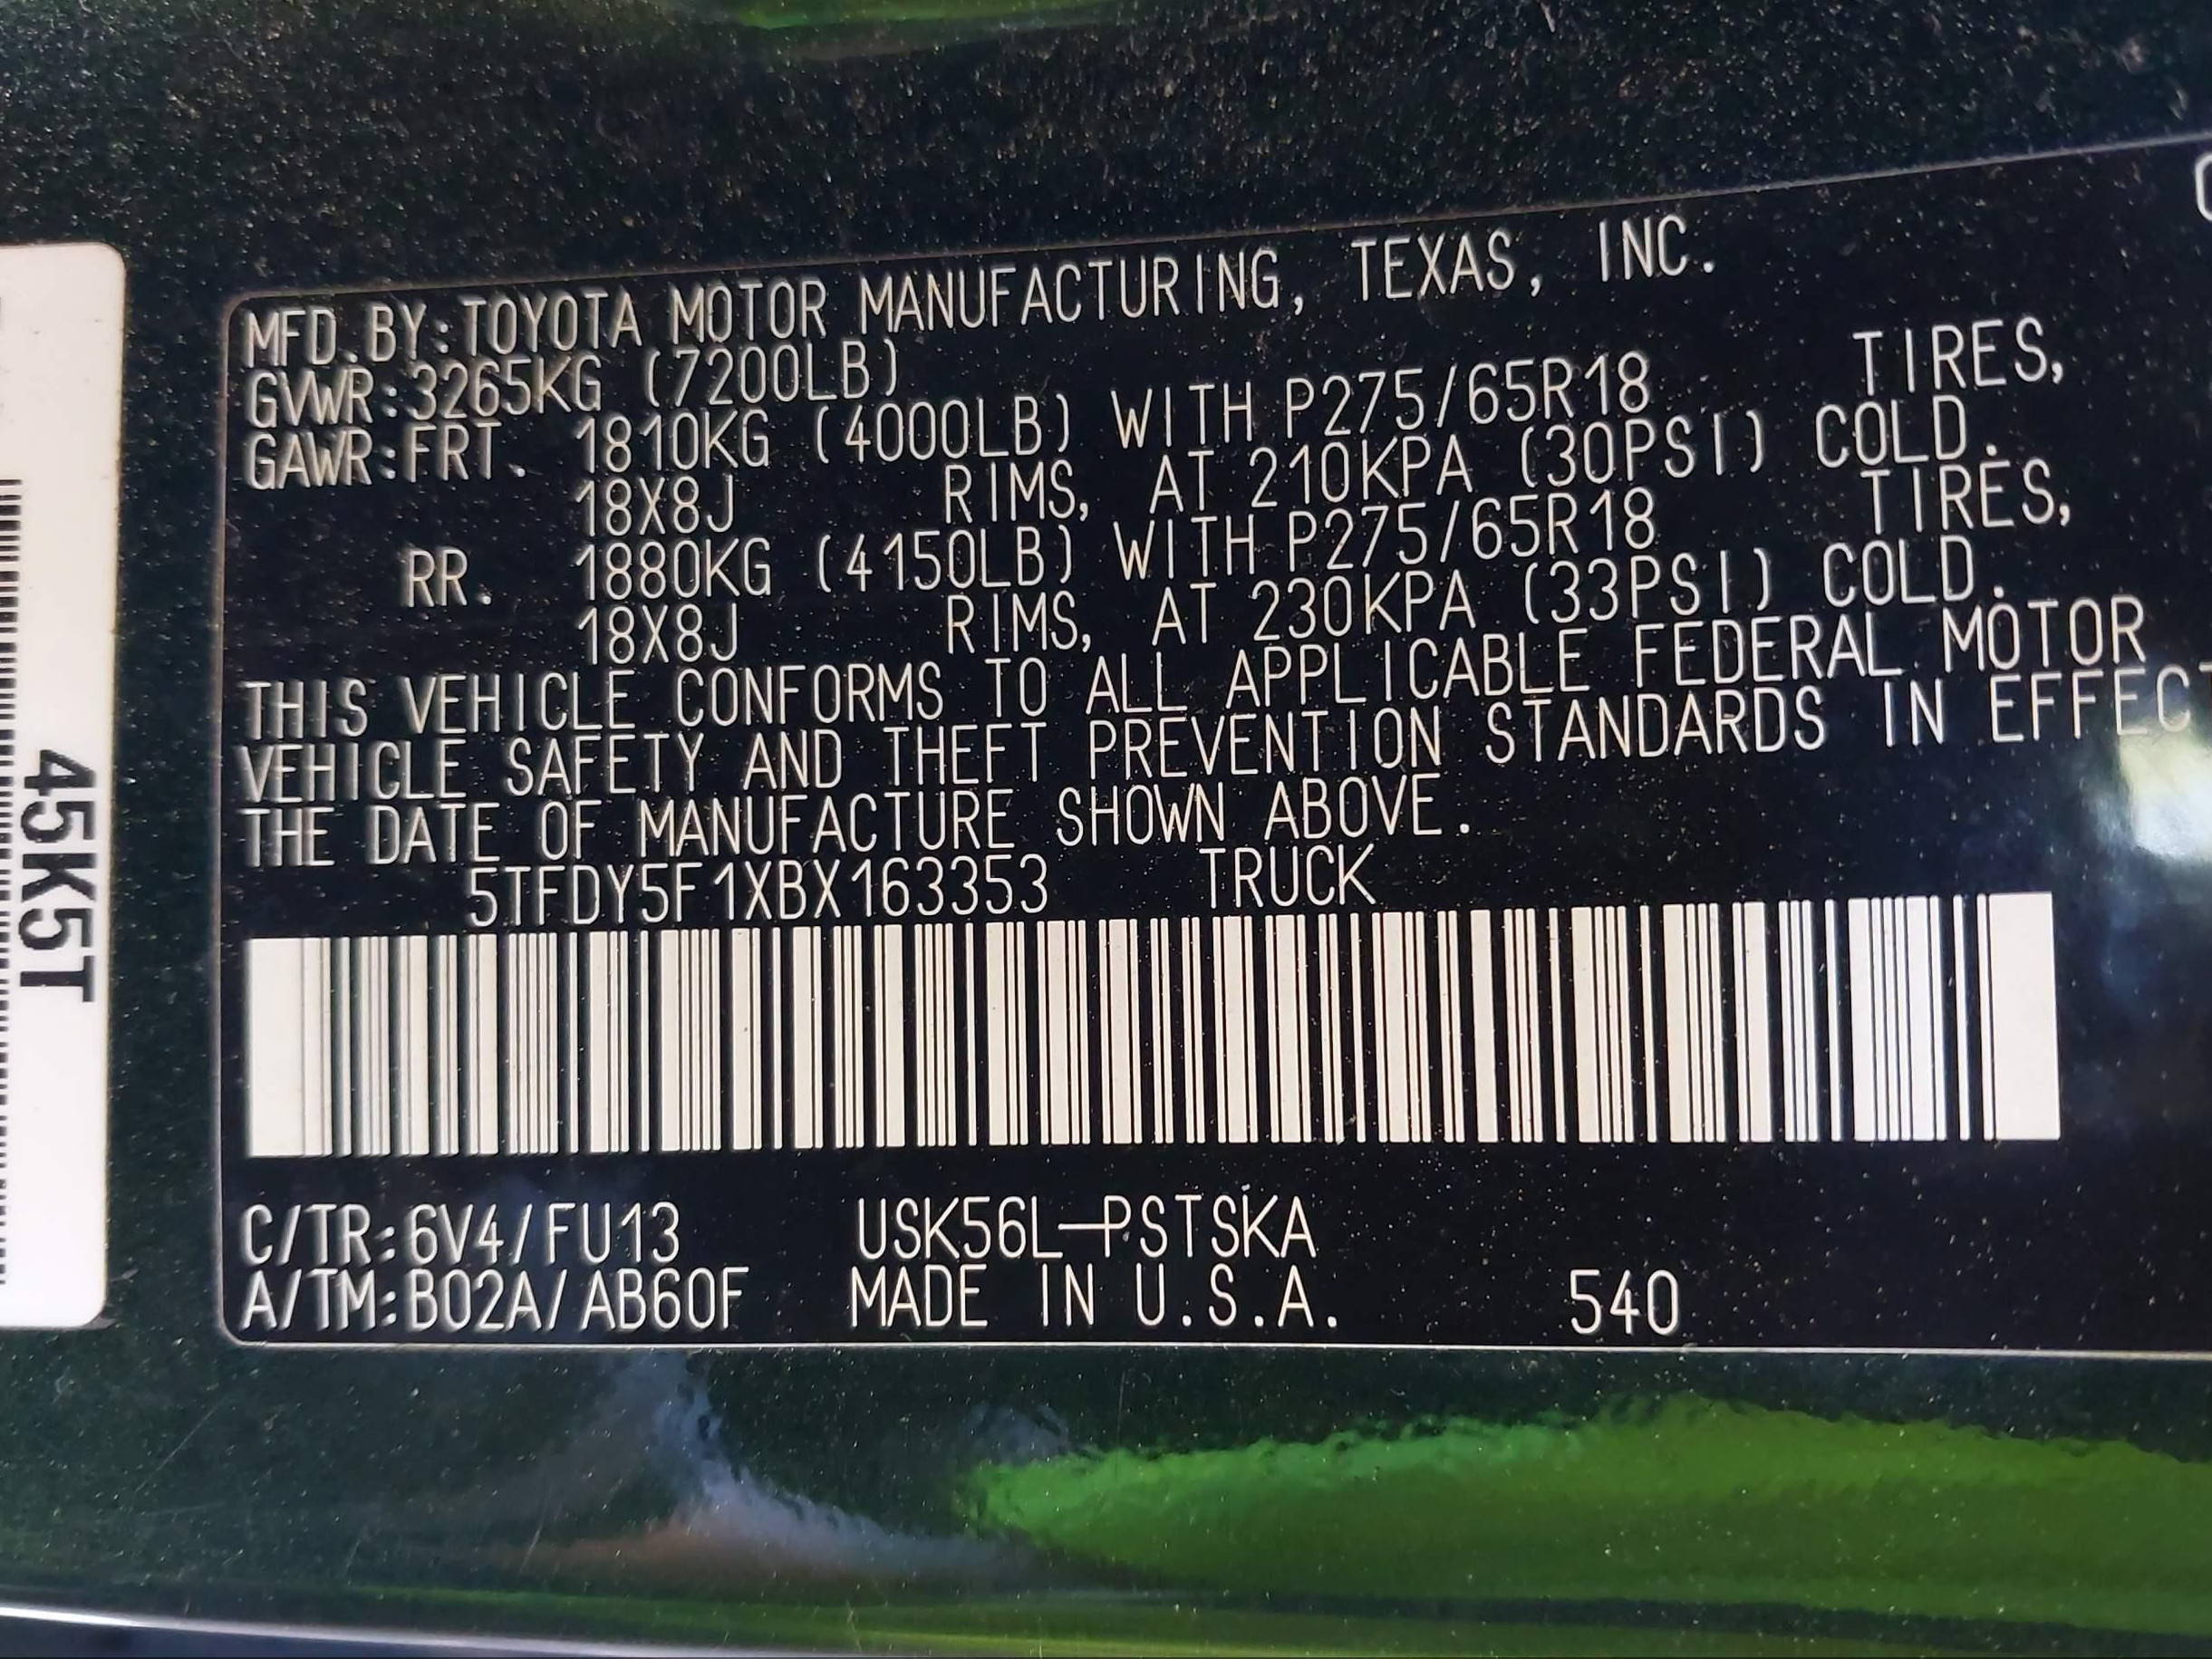 MFD.BY:TOYOTA MOTOR MANUFACTURING, TEXAS, INC.
GVWR:3265KG (7200LB)
GAWR:FRT. 1810KG (4000LB) WITH P275/65R18 TIRES,
18X8J RIMS, AT 210KPA (30PSI) COLD.
RR. 1880KG (4150LB) WITH P275/65R18 TIRES,
18X8J RIMS, AT 230KPA (33PSI) COLD.
THIS VEHICLE CONFORMS TO ALL APPLICABLE FEDERAL MOTOR
VEHICLE SAFETY AND THEFT PREVENTION STANDARDS IN EFFECT
THE DATE OF MANUFACTURE SHOWN ABOVE.
5TFDY5F1XBX163353 TRUCK
C/TR:6V4/FU13 USK56L-PSTSKA
A/TM:B02A/AB60F MADE IN U.S.A. 540
45K5T